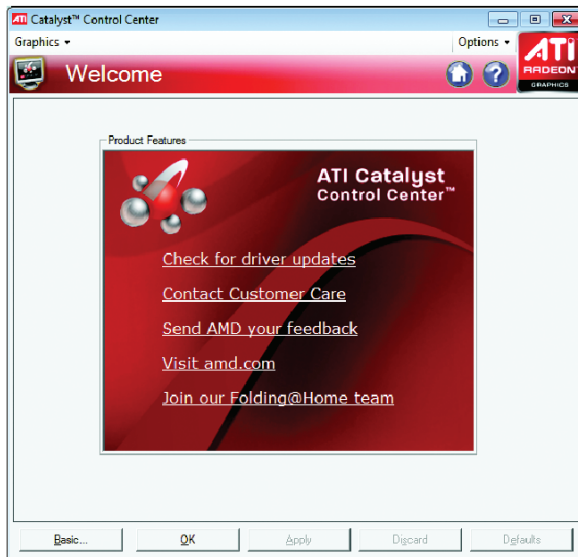 ATI Catalyst™ Control Center
Graphics
Options
ATI
RADEON
GRAPHICS
Welcome
Product Features
ATI Catalyst
Control Center™
Check for driver updates
Contact Customer Care
Send AMD your feedback
Visit amd.com
Join our Folding@Home team
Basic...
OK
Apply
Discard
Defaults